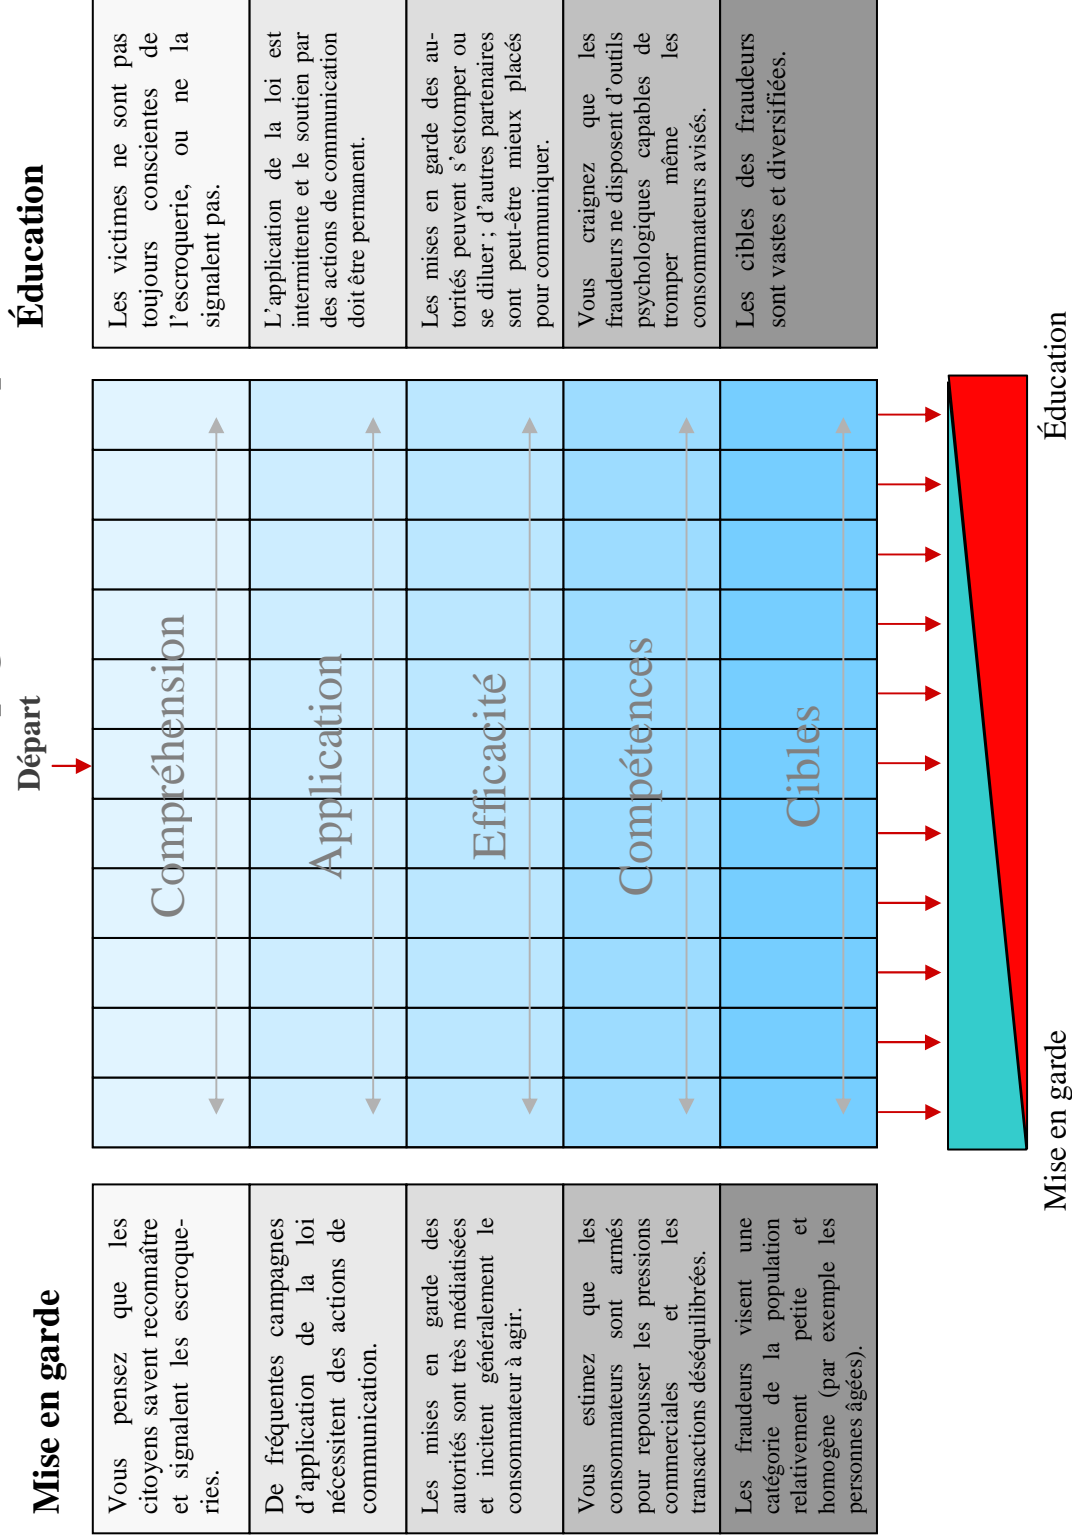 Mise en garde
Départ
Éducation
Vous pensez que les
citoyens savent reconnaître
et signalent les escroque-
ries.
Compréhension
Les victimes ne sont pas
toujours conscientes de
l'escroquerie, ou ne la
signalent pas.
De fréquentes campagnes
d'application de la loi
nécessitent des actions de
communication.
Application
L'application de la loi est
intermittente et le soutien par
des actions de communication
doit être permanent.
Les mises en garde des
autorités sont très médiatisées
et incitent généralement le
consommateur à agir.
Efficacité
Les mises en garde des au-
torités peuvent s'estomper ou
se diluer ; d'autres partenaires
sont peut-être mieux placés
pour communiquer.
Vous estimez que les
consommateurs sont armés
pour repousser les pressions
commerciales et les
transactions déséquilibrées.
Compétences
Vous craignez que les
fraudeurs ne disposent d'outils
psychologiques capables de
tromper même les
consommateurs avisés.
Les fraudeurs visent une
catégorie de la population
relativement petite et
homogène (par exemple les
personnes âgées).
Cibles
Les cibles des fraudeurs
sont vastes et diversifiées.
Mise en garde
Éducation